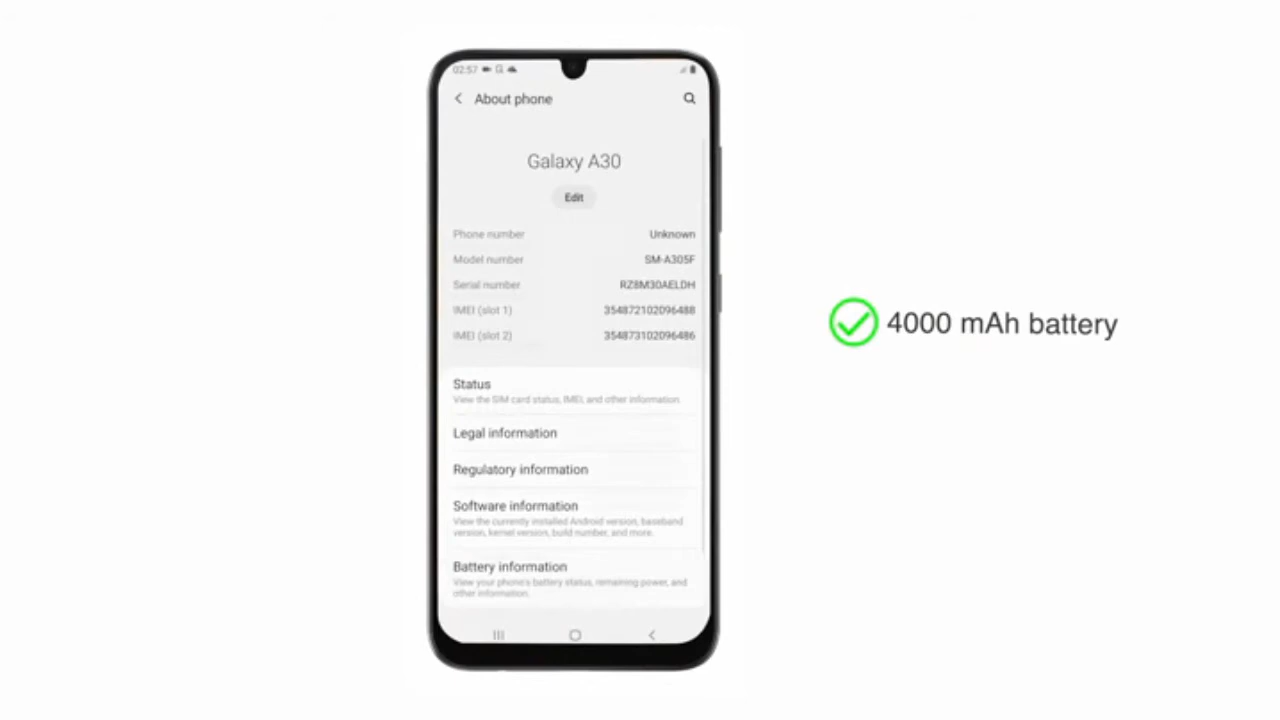 02:57
About phone
Galaxy A30
Edit
Phone number Unknown
Model number SM-A305F
Serial number RZ8M30AELDH
IMEI (slot 1) 354872102096488
IMEI (slot 2) 354873102096486
Status
View the SIM card status, IMEI, and other information.
Legal information
Regulatory information
Software information
View the currently installed Android version, baseband
version, kernel version, build number, and more.
Battery information
View your phone's battery status, remaining power, and
other information.
4000 mAh battery